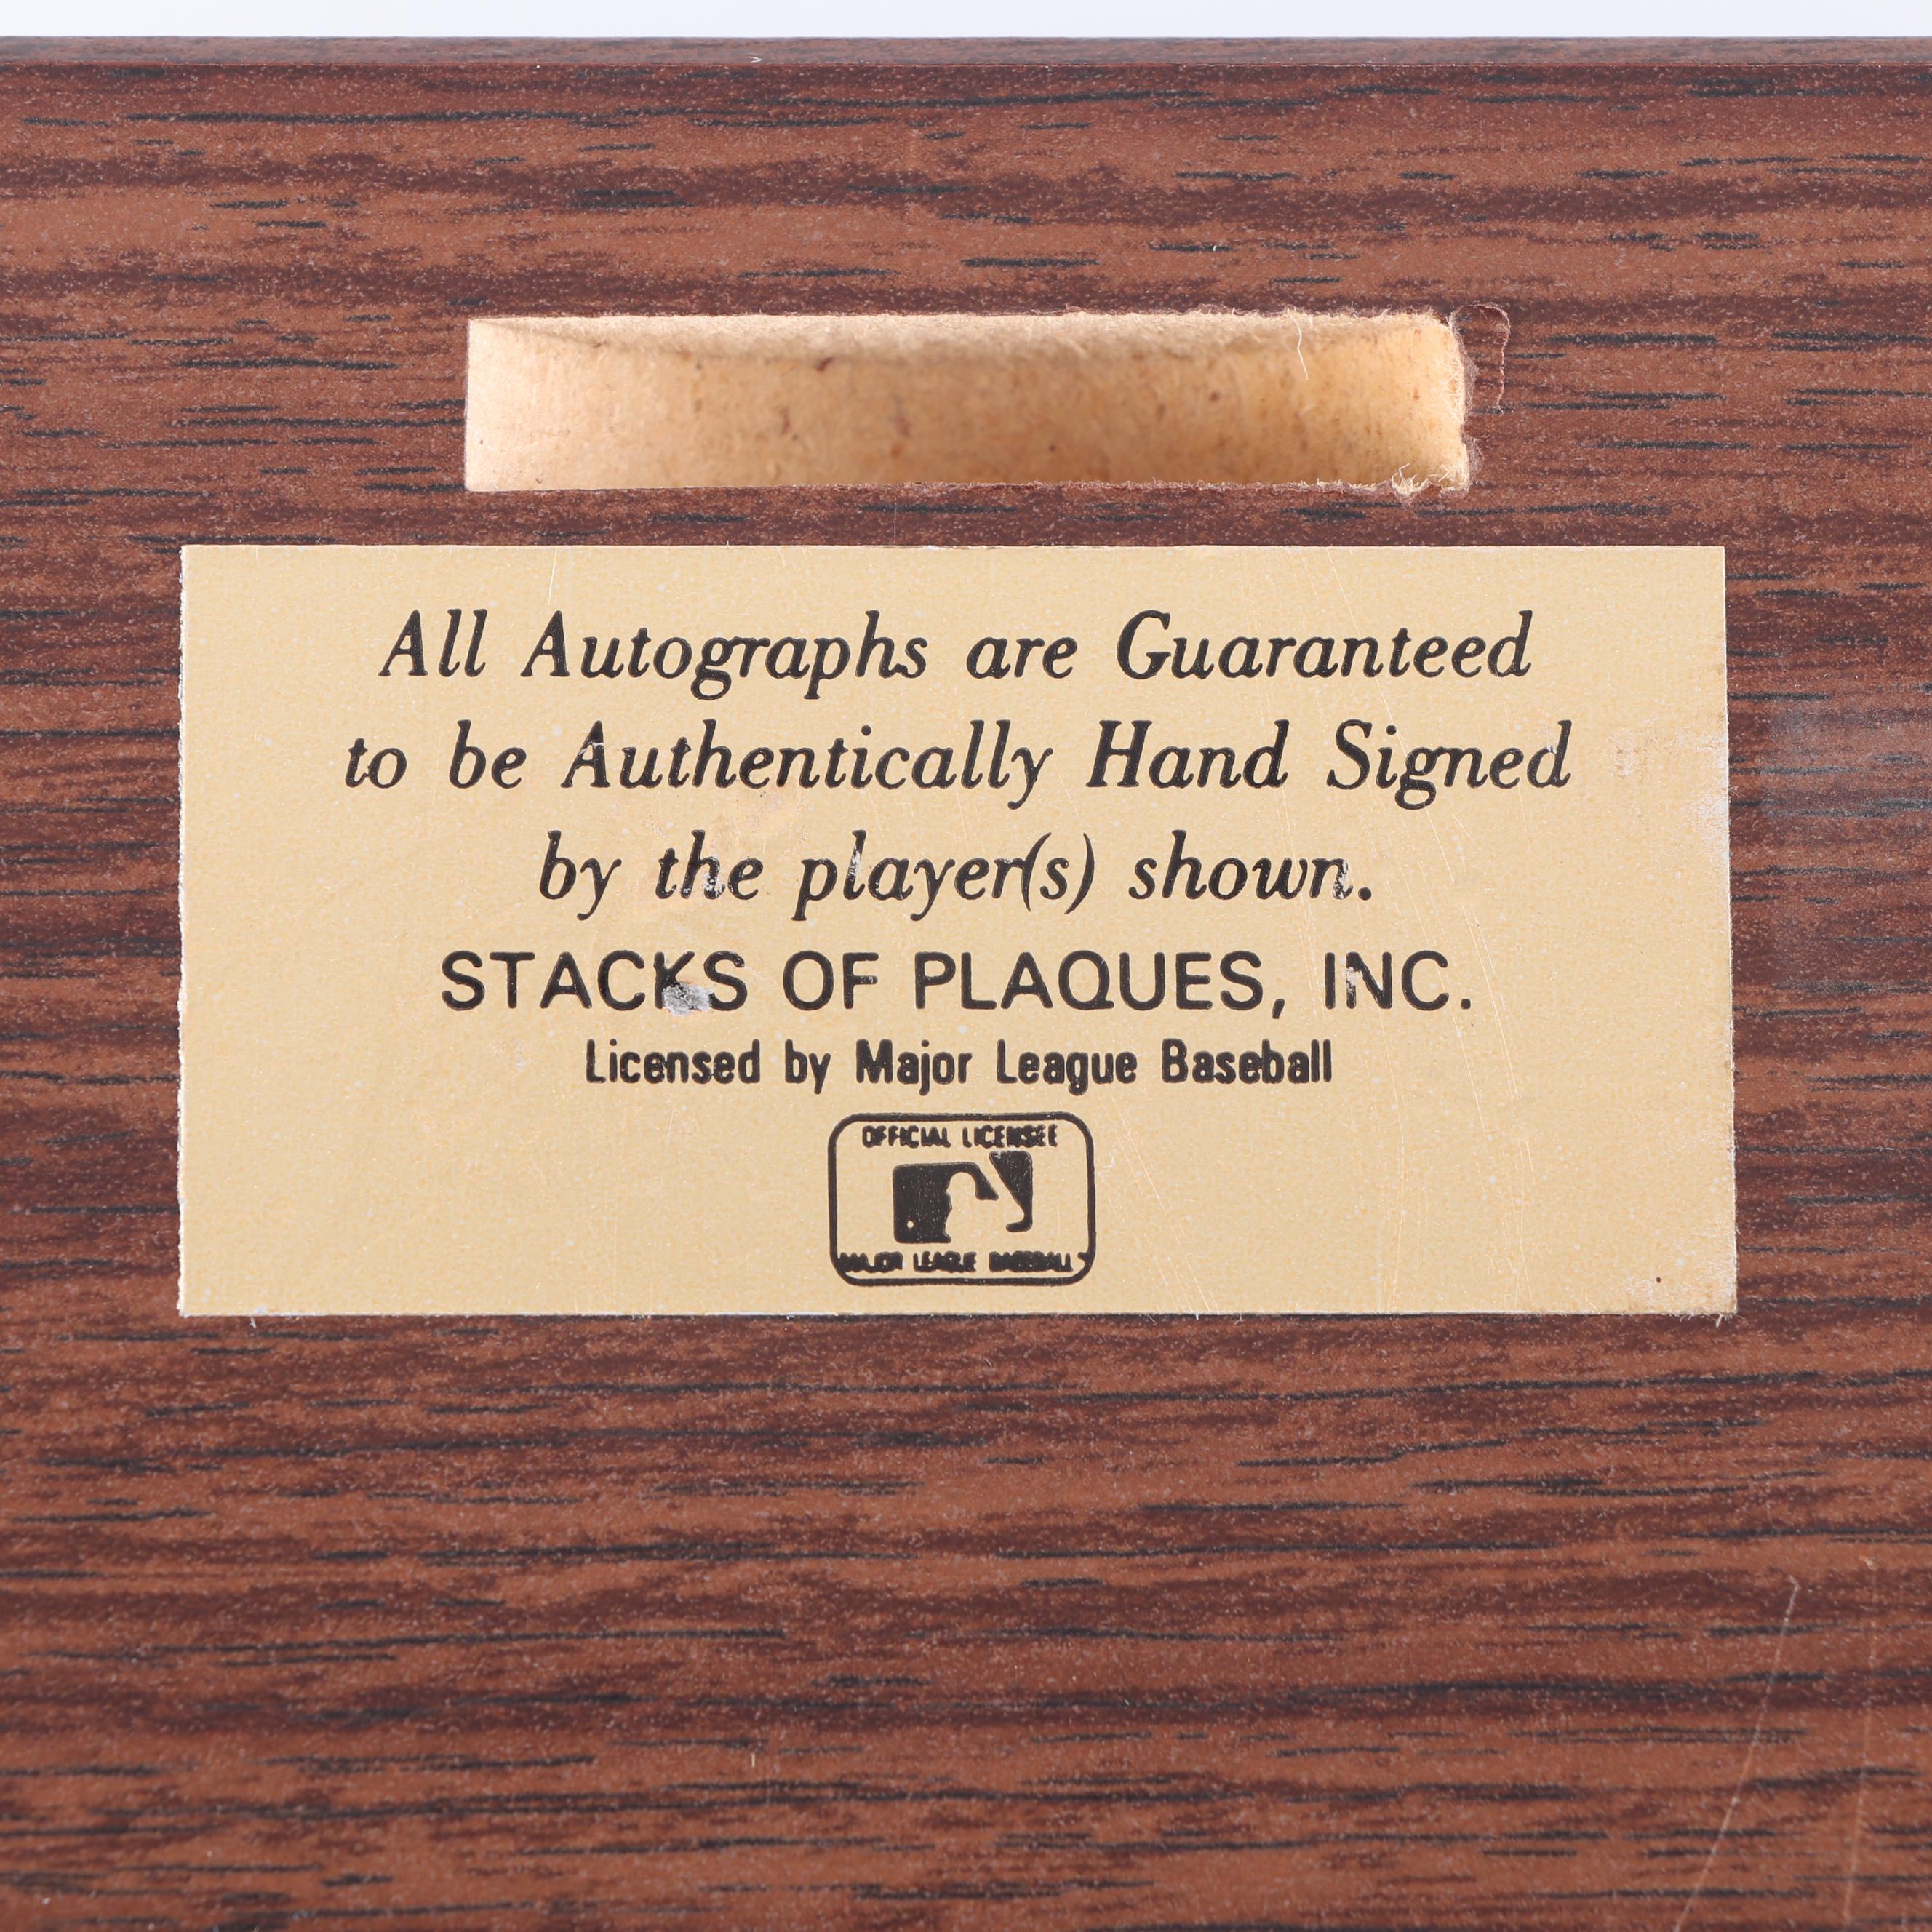 All Autographs are Guaranteed
to be Authentically Hand Signed
by the player(s) shown.
STACKS OF PLAQUES, INC.
Licensed by Major League Baseball
OFFICIAL LICENSEE
MAJOR LEAGUE BASEBALL